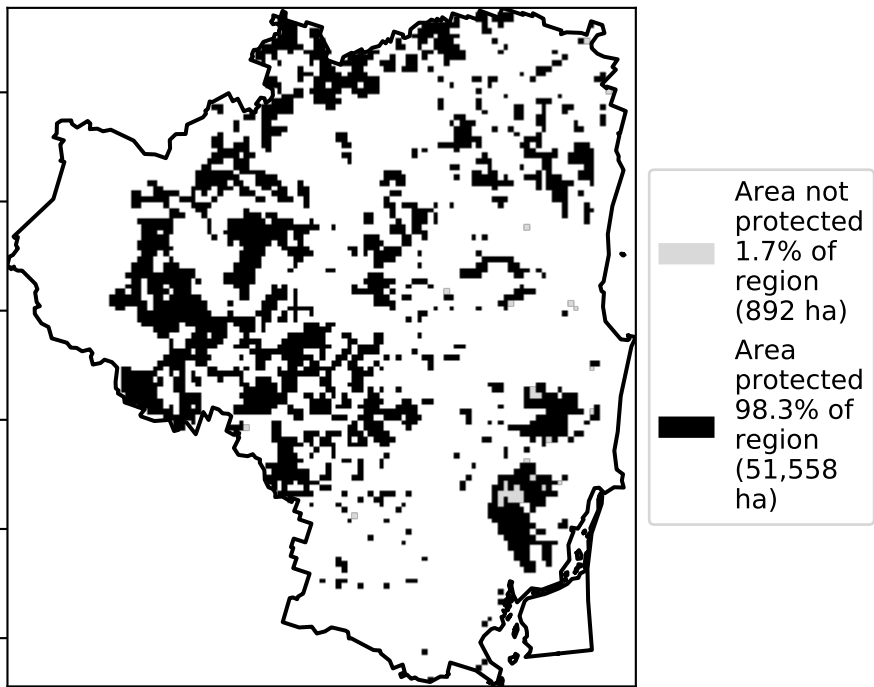 Area not
protected
1.7% of
region
(892 ha)
Area
protected
98.3% of
region
(51,558
ha)